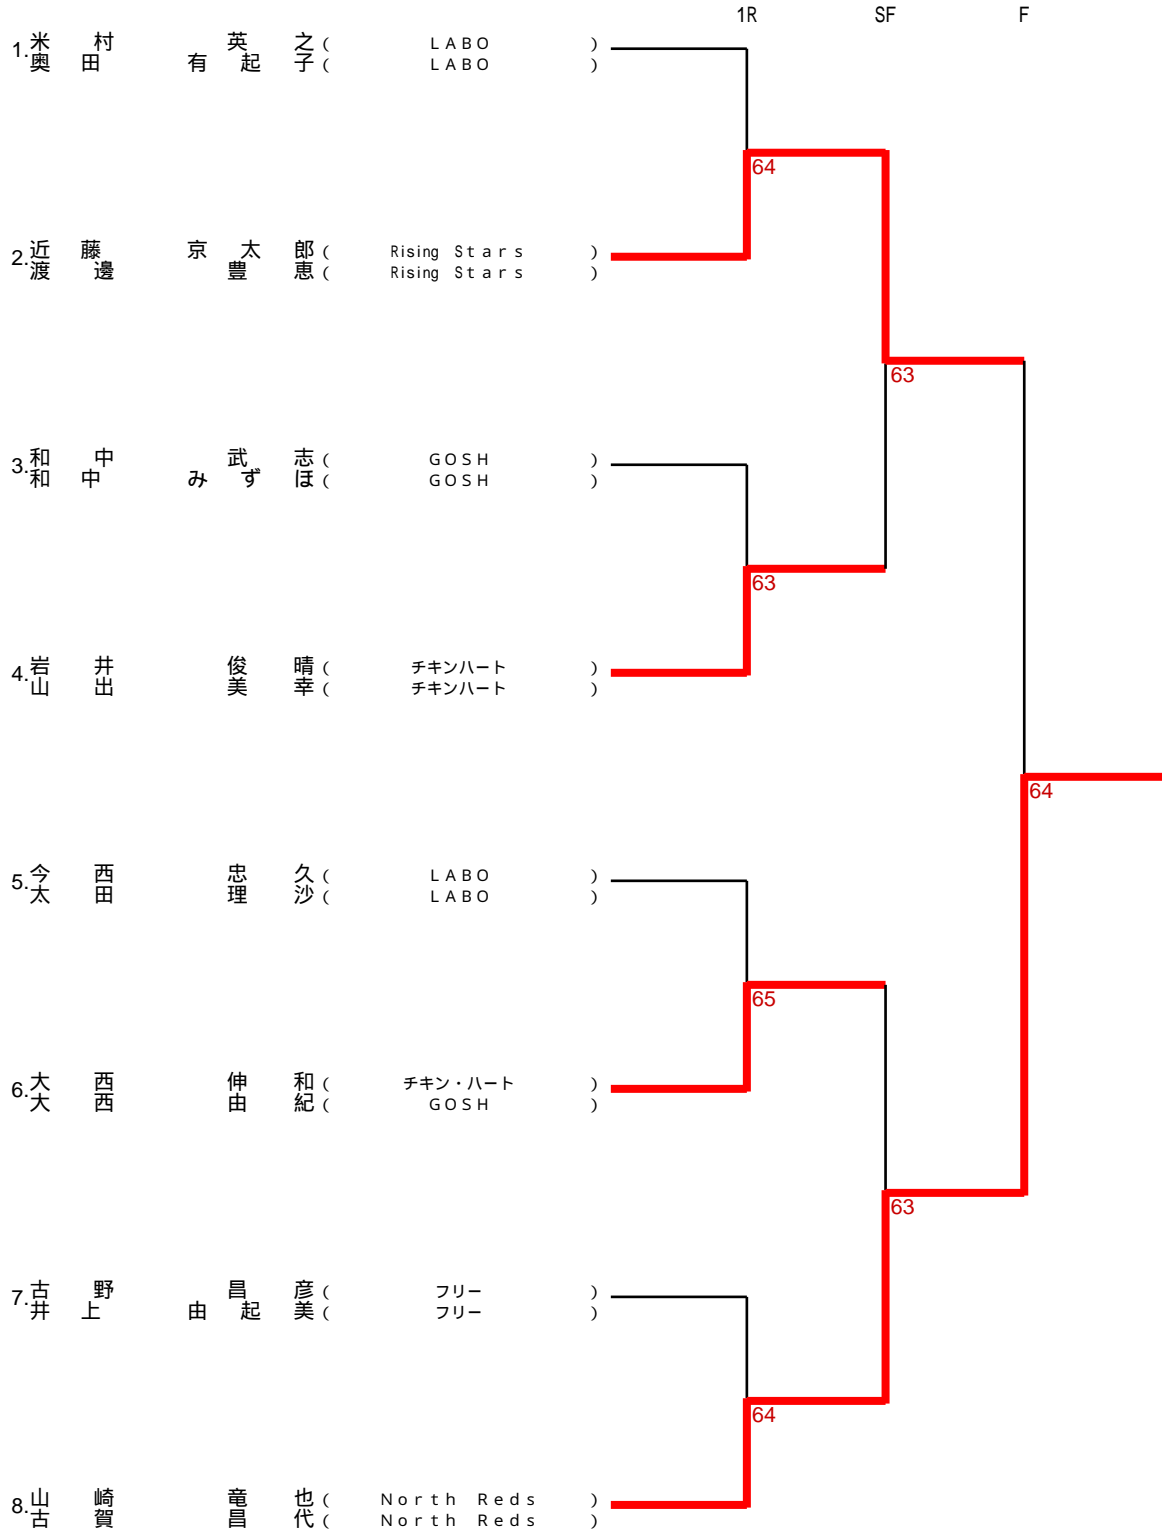 1R SF F
1. 米村 英之 ( LABO )
奥田 有起子 ( LABO )
64
2. 近藤 京太郎 ( Rising Stars )
渡邊 豊恵 ( Rising Stars )
63
3. 和中 武志 ( GOSH )
和中 みずほ ( GOSH )
63
4. 岩井 俊晴 ( チキンハート )
山出 美幸 ( チキンハート )
64
5. 今西 忠久 ( LABO )
太田 理沙 ( LABO )
65
6. 大西 伸和 ( チキン・ハート )
大西 由紀 ( GOSH )
63
7. 古野 昌彦 ( フリー )
井上 由起美 ( フリー )
64
8. 山崎 竜也 ( North Reds )
古賀 昌代 ( North Reds )